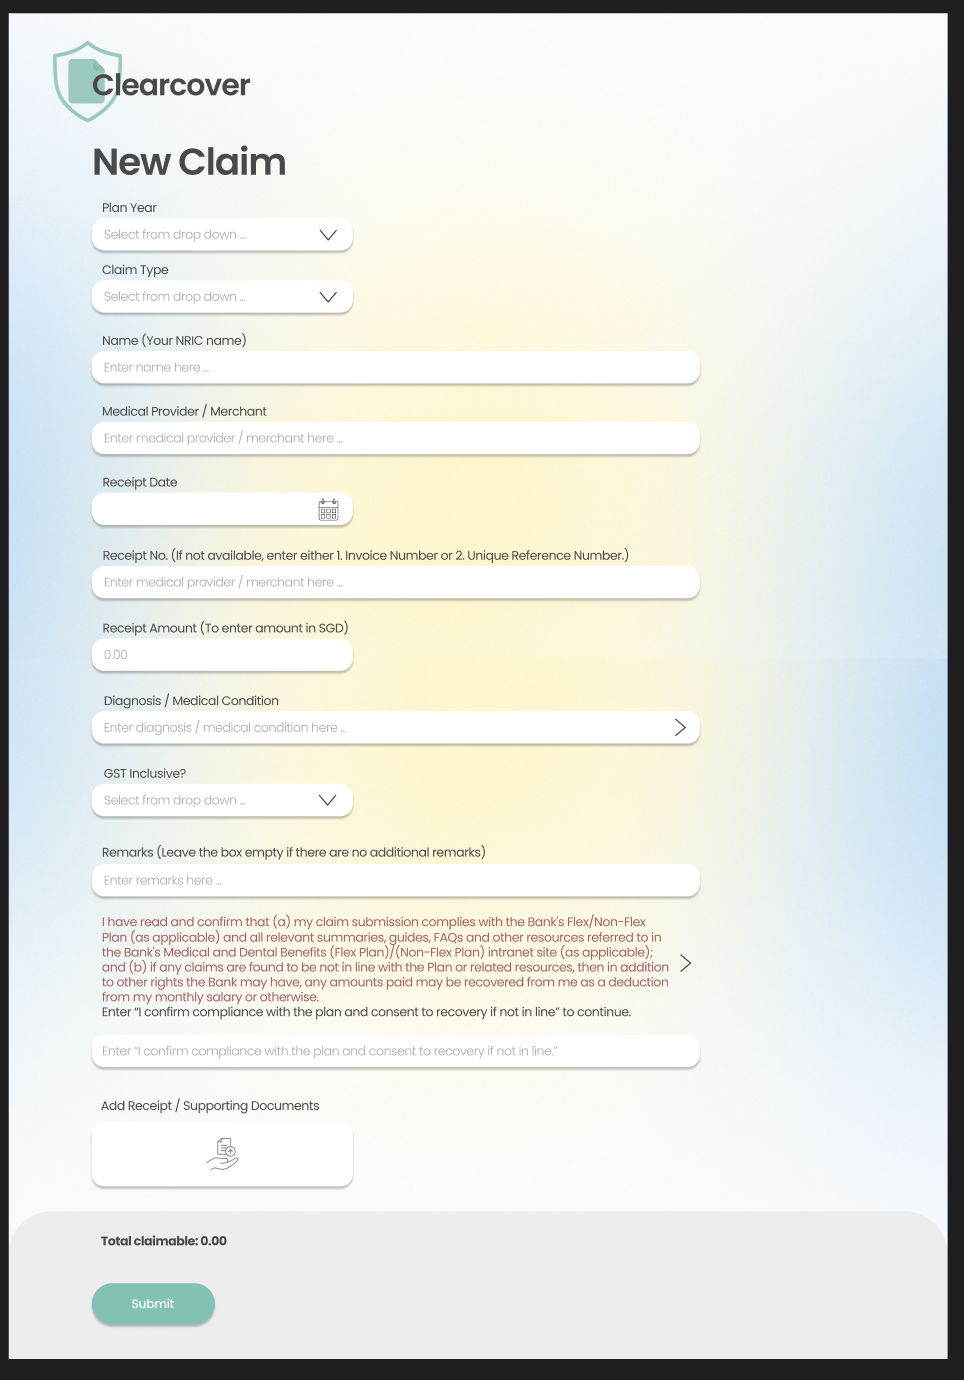 Clearcover
New Claim
Plan Year
Select from drop down ...
Claim Type
Select from drop down ...
Name (Your NRIC name)
Enter name here ...
Medical Provider / Merchant
Enter medical provider / merchant here ...
Receipt Date
Receipt No. (If not available, enter either 1. Invoice Number or 2. Unique Reference Number.)
Enter medical provider / merchant here ...
Receipt Amount (To enter amount in SGD)
0.00
Diagnosis / Medical Condition
Enter diagnosis / medical condition here ...
GST Inclusive?
Select from drop down ...
Remarks (Leave the box empty if there are no additional remarks)
Enter remarks here ...
I have read and confirm that (a) my claim submission complies with the Bank's Flex/Non-Flex
Plan (as applicable) and all relevant summaries, guides, FAQs and other resources referred to in
the Bank's Medical and Dental Benefits (Flex Plan)/(Non-Flex Plan) intranet site (as applicable);
and (b) if any claims are found to be not in line with the Plan or related resources, then in addition
to other rights the Bank may have, any amounts paid may be recovered from me as a deduction
from my monthly salary or otherwise.
Enter “I confirm compliance with the plan and consent to recovery if not in line” to continue.
Enter “I confirm compliance with the plan and consent to recovery if not in line.”
Add Receipt / Supporting Documents
Total claimable: 0.00
Submit